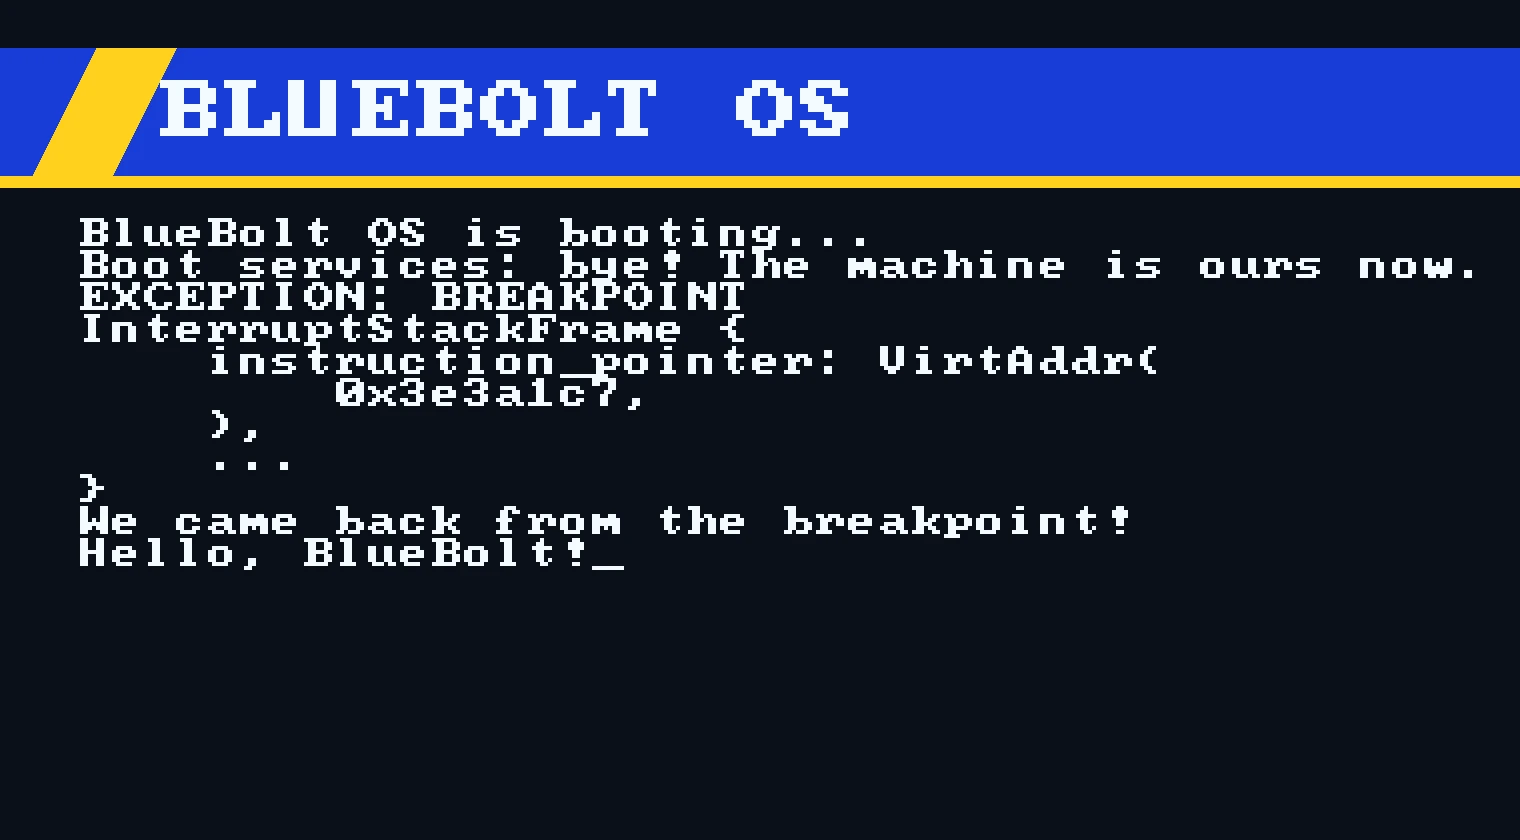 BLUEBOLT OS
BlueBolt OS is booting...
Boot services: bye! The machine is ours now.
EXCEPTION: BREAKPOINT
InterruptStackFrame {
    instruction_pointer: VirtAddr(
        0x3e3a1c7,
    ),
    ...
}
We came back from the breakpoint!
Hello, BlueBolt!_